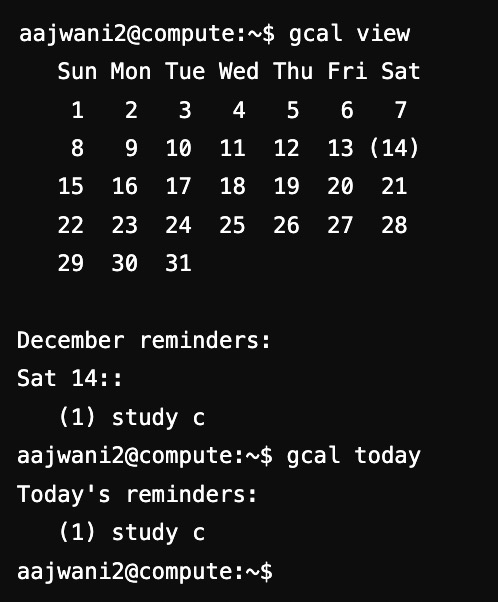 aajwani2@compute:~$ gcal view
Sun Mon Tue Wed Thu Fri Sat
1 2 3 4 5 6 7
8 9 10 11 12 13 (14)
15 16 17 18 19 20 21
22 23 24 25 26 27 28
29 30 31
December reminders:
Sat 14::
(1) study c
aajwani2@compute:~$ gcal today
Today's reminders:
(1) study c
aajwani2@compute:~$